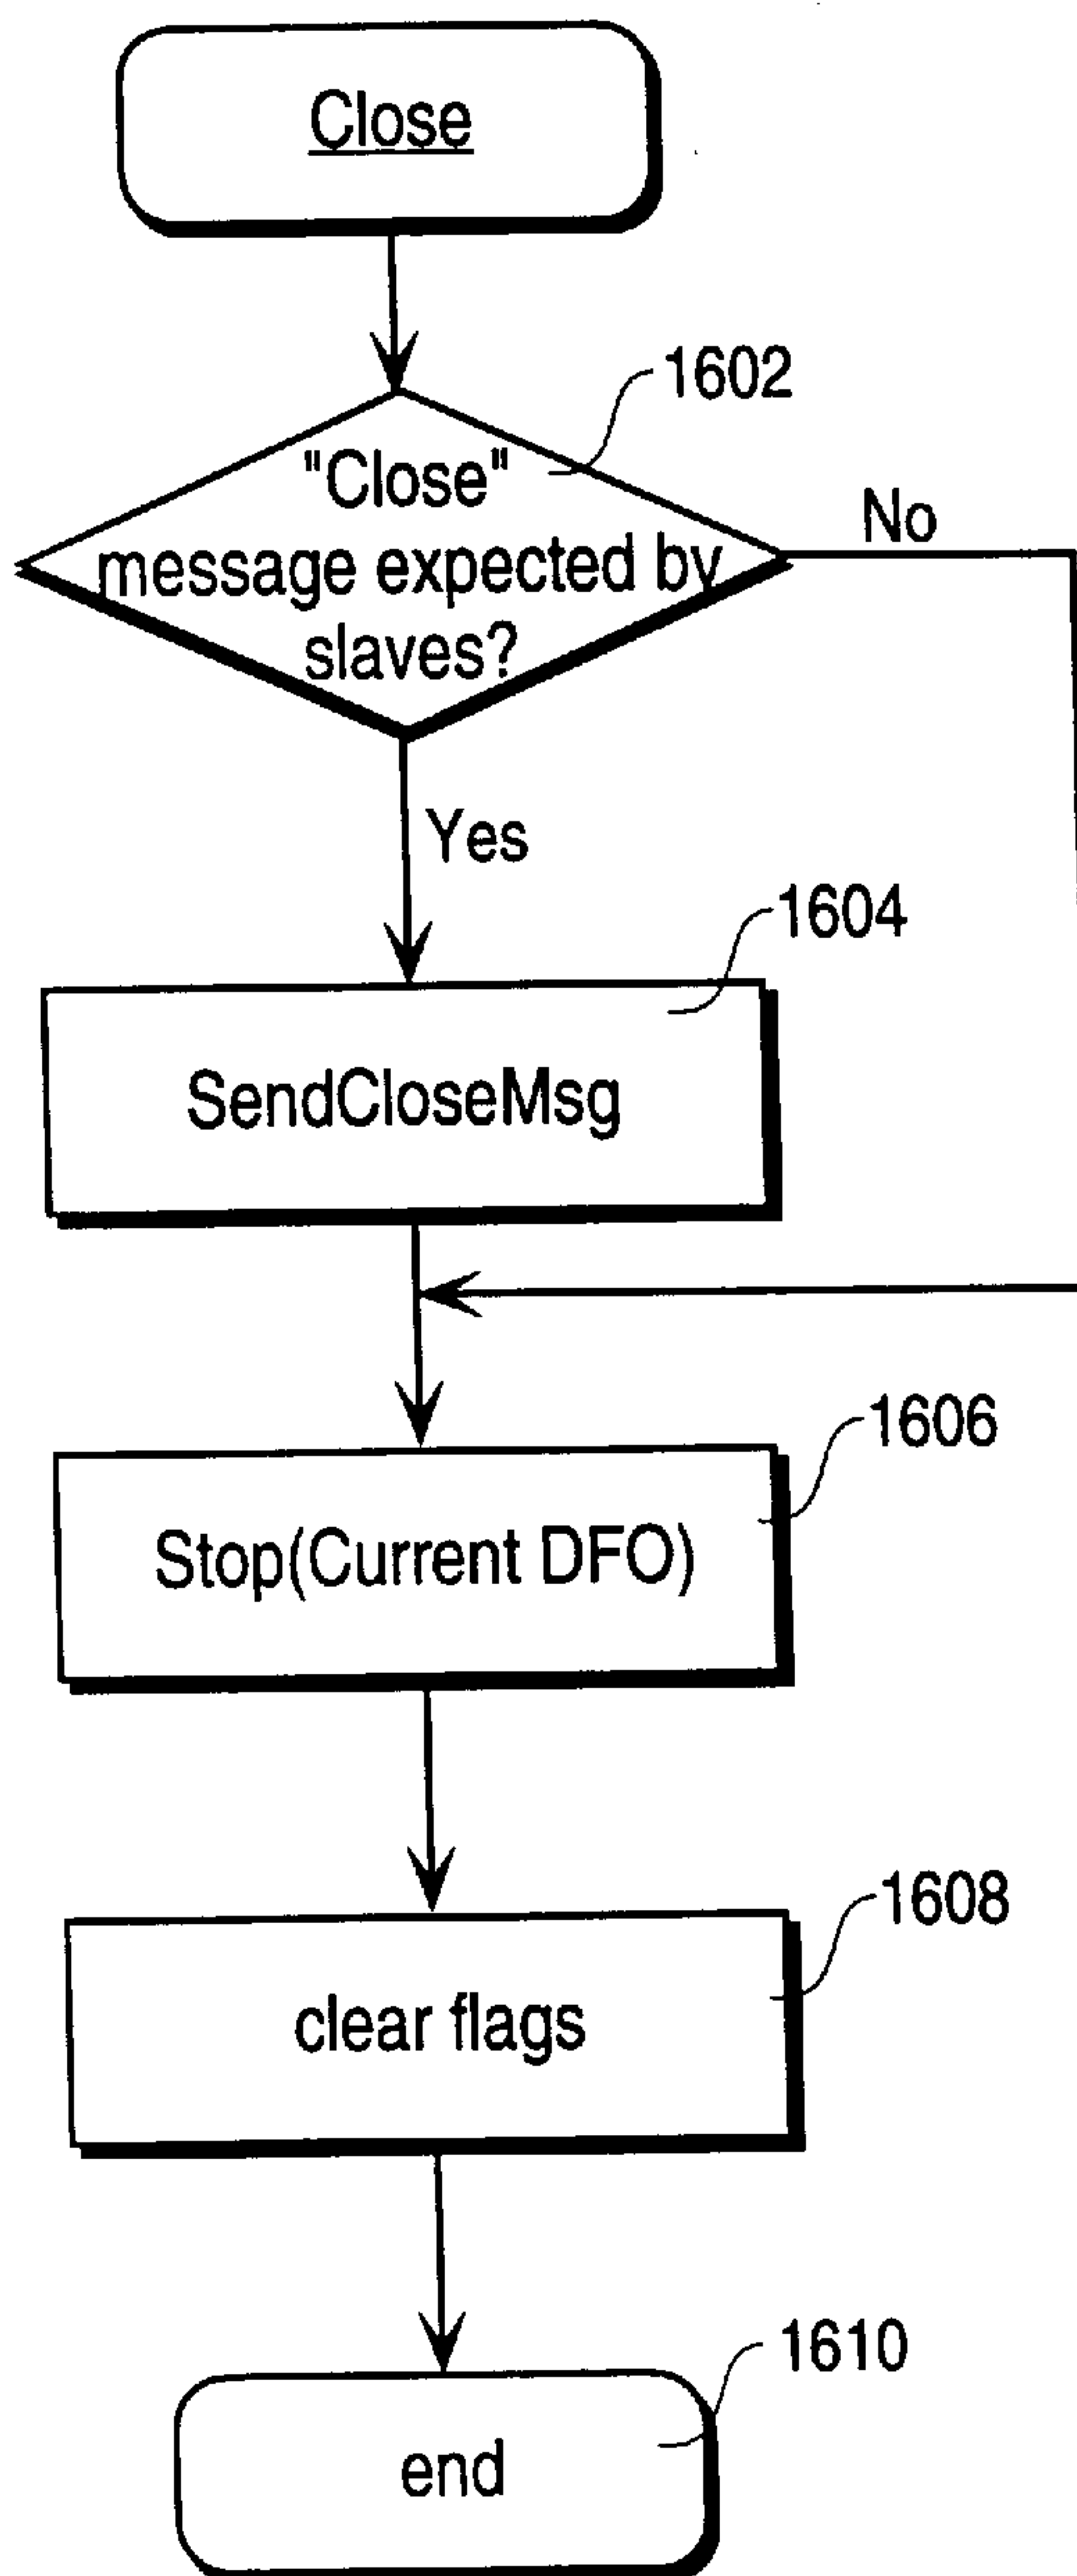 Close
1602
"Close"
message expected by
slaves?
No
Yes
1604
SendCloseMsg
1606
Stop(Current DFO)
1608
clear flags
1610
end